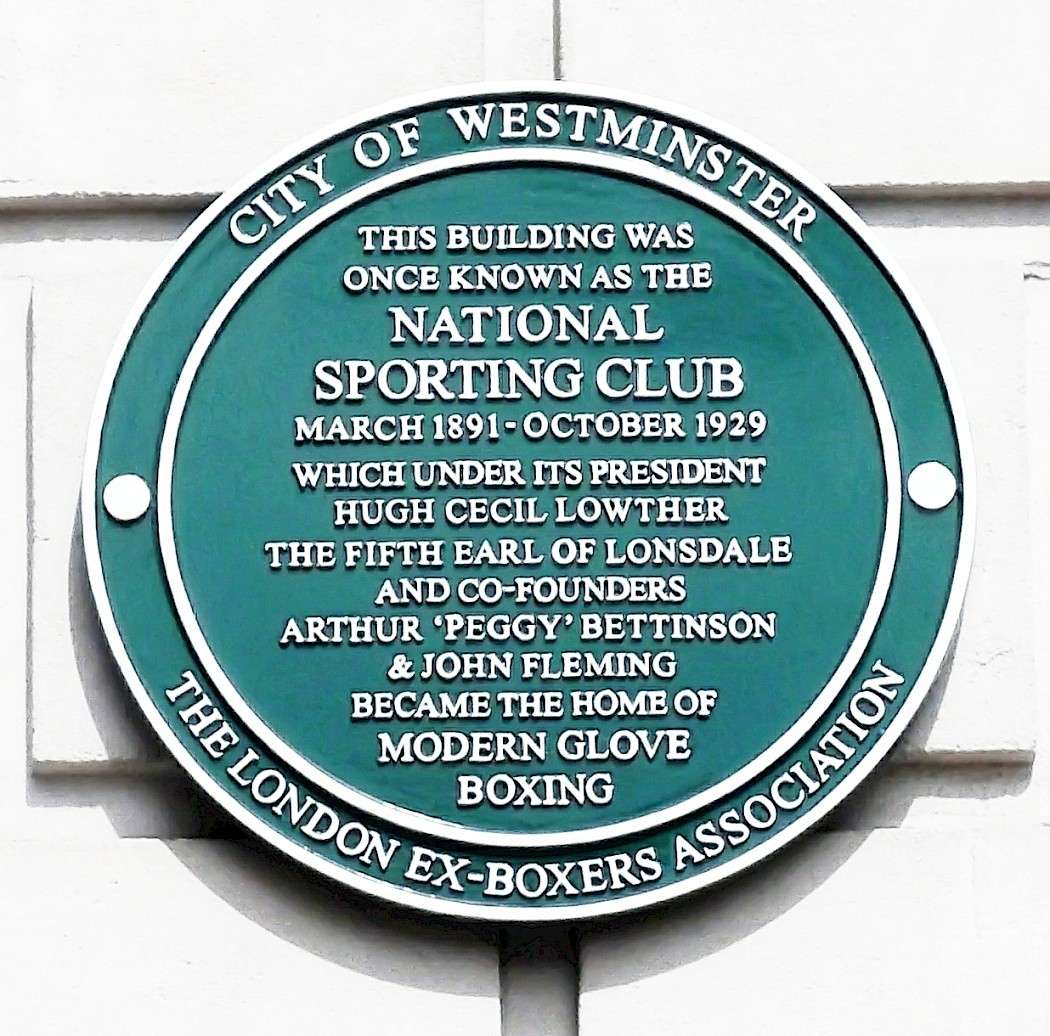 CITY OF WESTMINSTER
THIS BUILDING WAS
ONCE KNOWN AS THE
NATIONAL
SPORTING CLUB
MARCH 1891-OCTOBER 1929
WHICH UNDER ITS PRESIDENT
HUGH CECIL LOWTHER
THE FIFTH EARL OF LONSDALE
AND CO-FOUNDERS
ARTHUR ‘PEGGY’ BETTINSON
& JOHN FLEMING
BECAME THE HOME OF
MODERN GLOVE
BOXING
THE LONDON EX-BOXERS ASSOCIATION